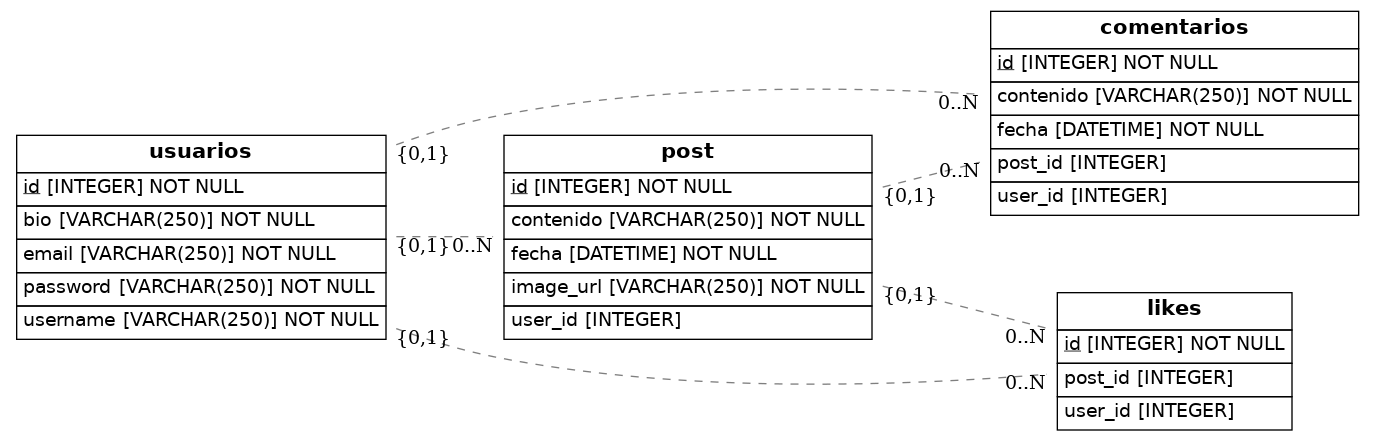 usuarios
id [INTEGER] NOT NULL
bio [VARCHAR(250)] NOT NULL
email [VARCHAR(250)] NOT NULL
password [VARCHAR(250)] NOT NULL
username [VARCHAR(250)] NOT NULL
{0,1}
{0,1}
{0,1}
0..N
post
id [INTEGER] NOT NULL
contenido [VARCHAR(250)] NOT NULL
fecha [DATETIME] NOT NULL
image_url [VARCHAR(250)] NOT NULL
user_id [INTEGER]
{0,1}
{0,1}
0..N
0..N
comentarios
id [INTEGER] NOT NULL
contenido [VARCHAR(250)] NOT NULL
fecha [DATETIME] NOT NULL
post_id [INTEGER]
user_id [INTEGER]
0..N
0..N
likes
id [INTEGER] NOT NULL
post_id [INTEGER]
user_id [INTEGER]